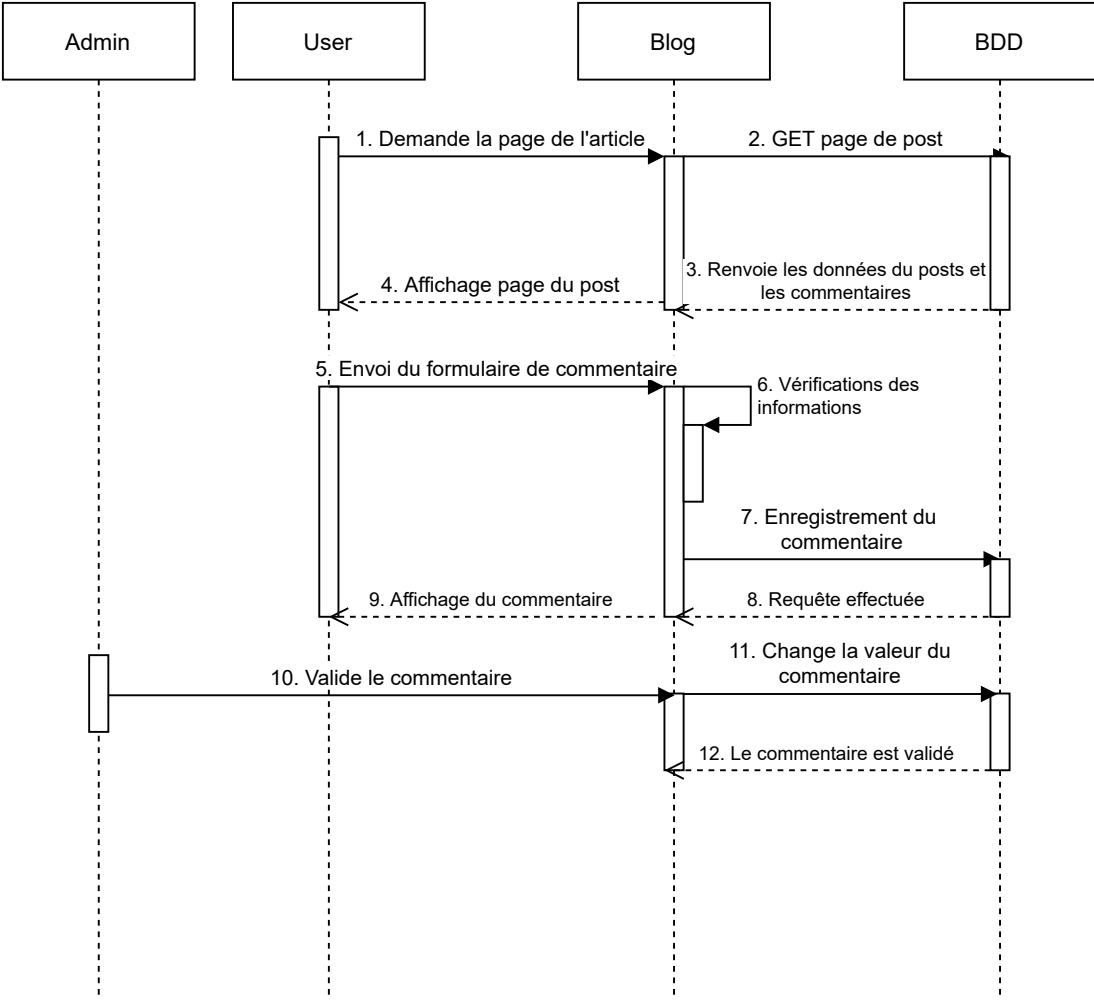 Admin
User
Blog
BDD
1. Demande la page de l'article
2. GET page de post
3. Renvoie les données du posts et
les commentaires
4. Affichage page du post
5. Envoi du formulaire de commentaire
6. Vérifications des
informations
7. Enregistrement du
commentaire
8. Requête effectuée
9. Affichage du commentaire
10. Valide le commentaire
11. Change la valeur du
commentaire
12. Le commentaire est validé